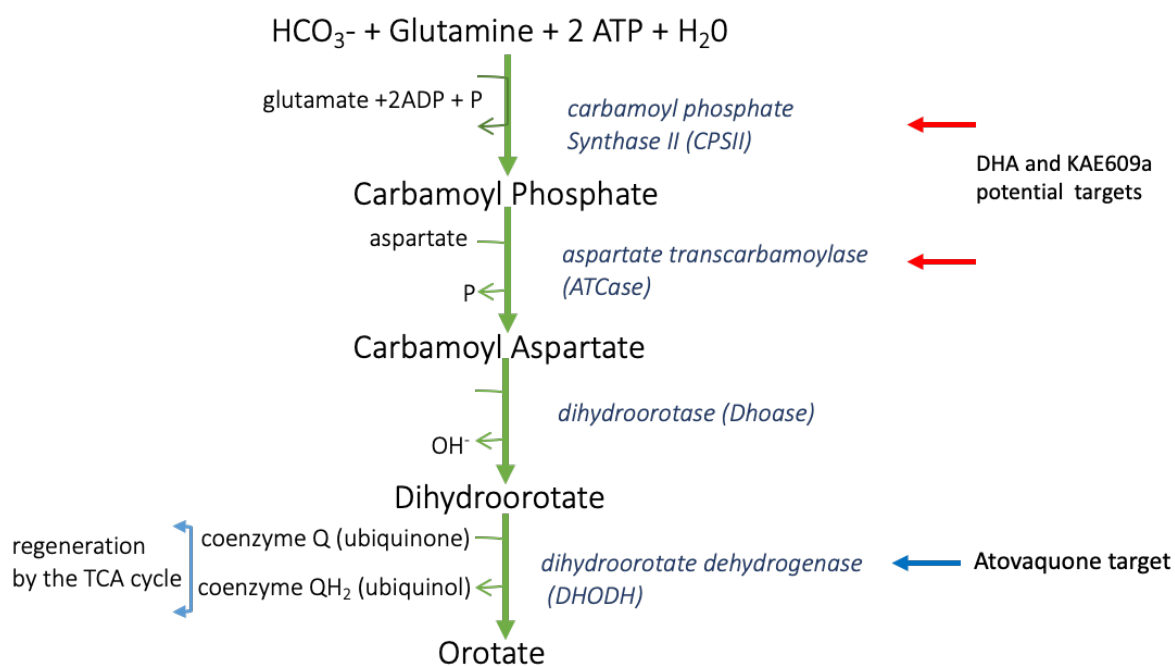 HCO₃- + Glutamine + 2 ATP + H₂0
glutamate +2ADP + P
carbamoyl phosphate
Synthase II (CPSII)
DHA and KAE609a
potential targets
Carbamoyl Phosphate
aspartate
aspartate transcarbamoylase
(ATCase)
P
Carbamoyl Aspartate
dihydroorotase (Dhoase)
OH⁻
Dihydroorotate
regeneration
by the TCA cycle
coenzyme Q (ubiquinone)
coenzyme QH₂ (ubiquinol)
dihydroorotate dehydrogenase
(DHODH)
Atovaquone target
Orotate